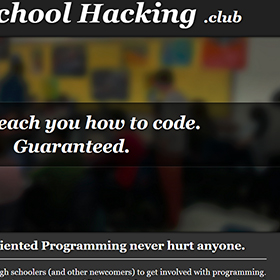 chool Hacking .club
each you how to code.
Guaranteed.
iented Programming never hurt anyone.
gh schoolers (and other newcomers) to get involved with programming.